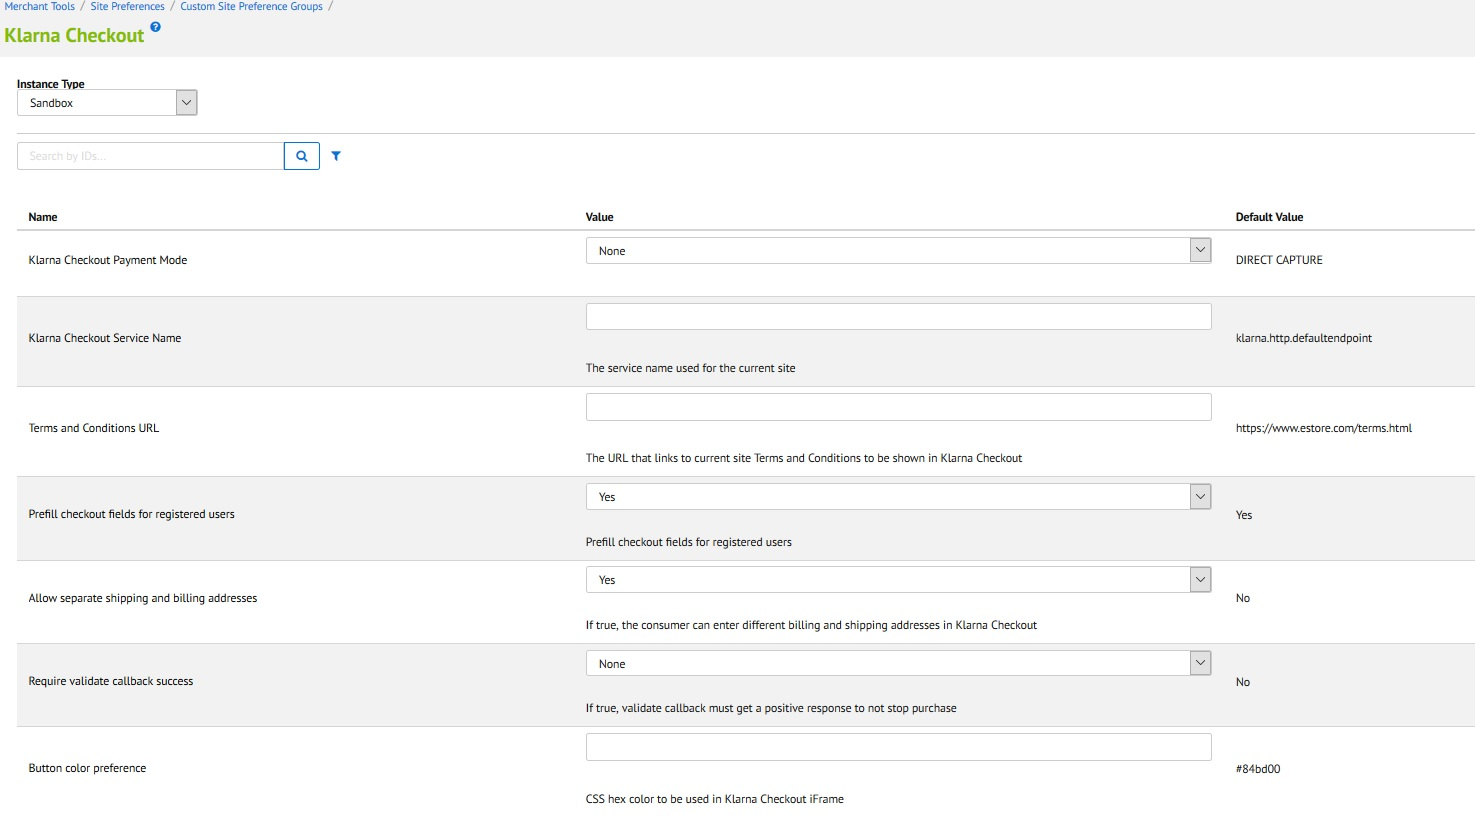 Merchant Tools / Site Preferences / Custom Site Preference Groups /
Klarna Checkout ?
Instance Type
Sandbox
Search by IDs...
Name Value Default Value
Klarna Checkout Payment Mode None DIRECT CAPTURE
Klarna Checkout Service Name klarna.http.defaultendpoint
The service name used for the current site
Terms and Conditions URL https://www.estore.com/terms.html
The URL that links to current site Terms and Conditions to be shown in Klarna Checkout
Yes
Prefill checkout fields for registered users Yes
Prefill checkout fields for registered users
Yes
Allow separate shipping and billing addresses No
If true, the consumer can enter different billing and shipping addresses in Klarna Checkout
None
Require validate callback success No
If true, validate callback must get a positive response to not stop purchase
Button color preference #84bd00
CSS hex color to be used in Klarna Checkout iFrame